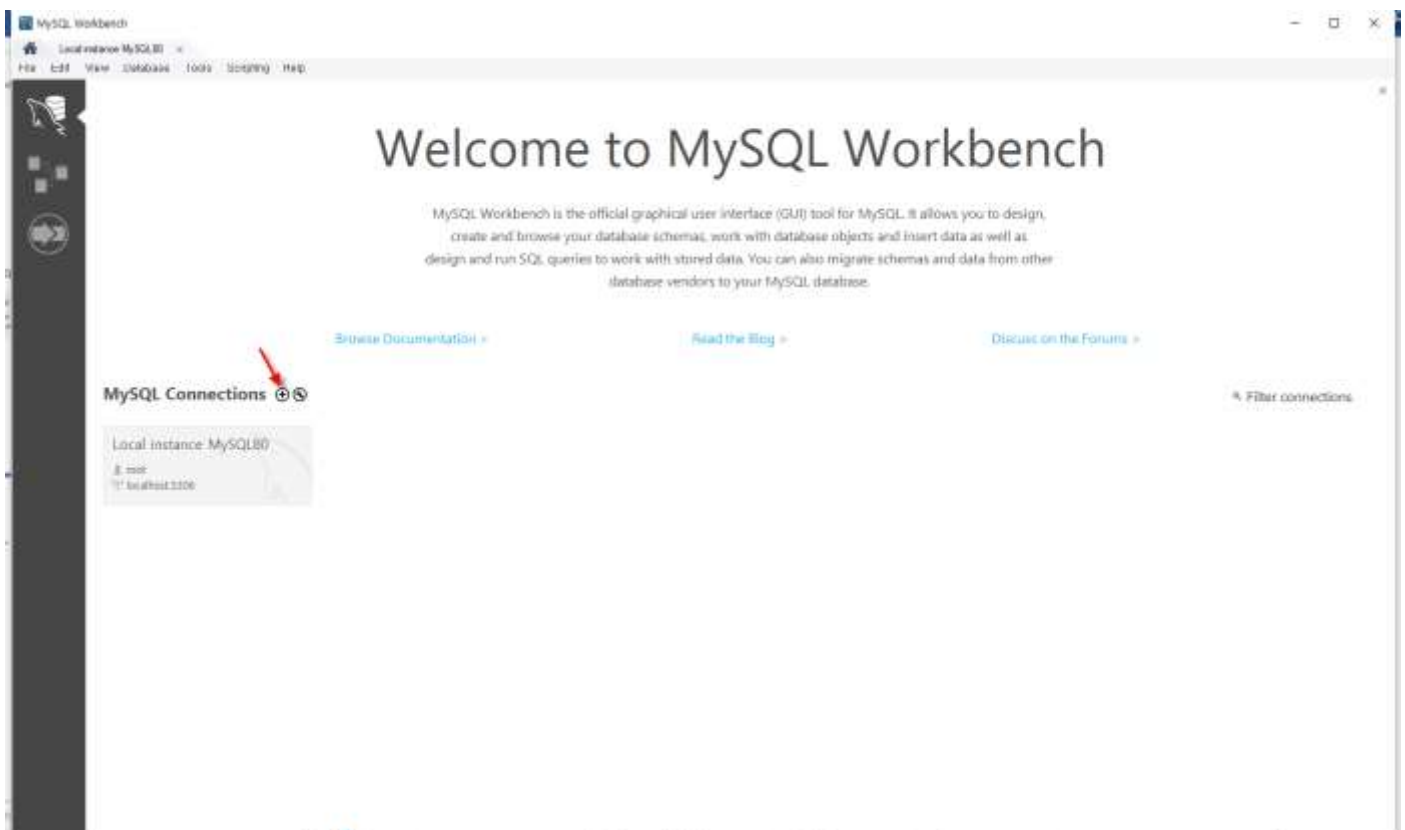 MySQL Workbench
Local instance MySQL80
File Edit View Database Tools Scripting Help
Welcome to MySQL Workbench
MySQL Workbench is the official graphical user interface (GUI) tool for MySQL. It allows you to design,
create and browse your database schemas, work with database objects and insert data as well as
design and run SQL queries to work with stored data. You can also migrate schemas and data from other
database vendors to your MySQL database.
Browse Documentation >
Read the Blog >
Discuss on the Forums >
MySQL Connections
Filter connections
Local instance MySQL80
root
localhost:3306